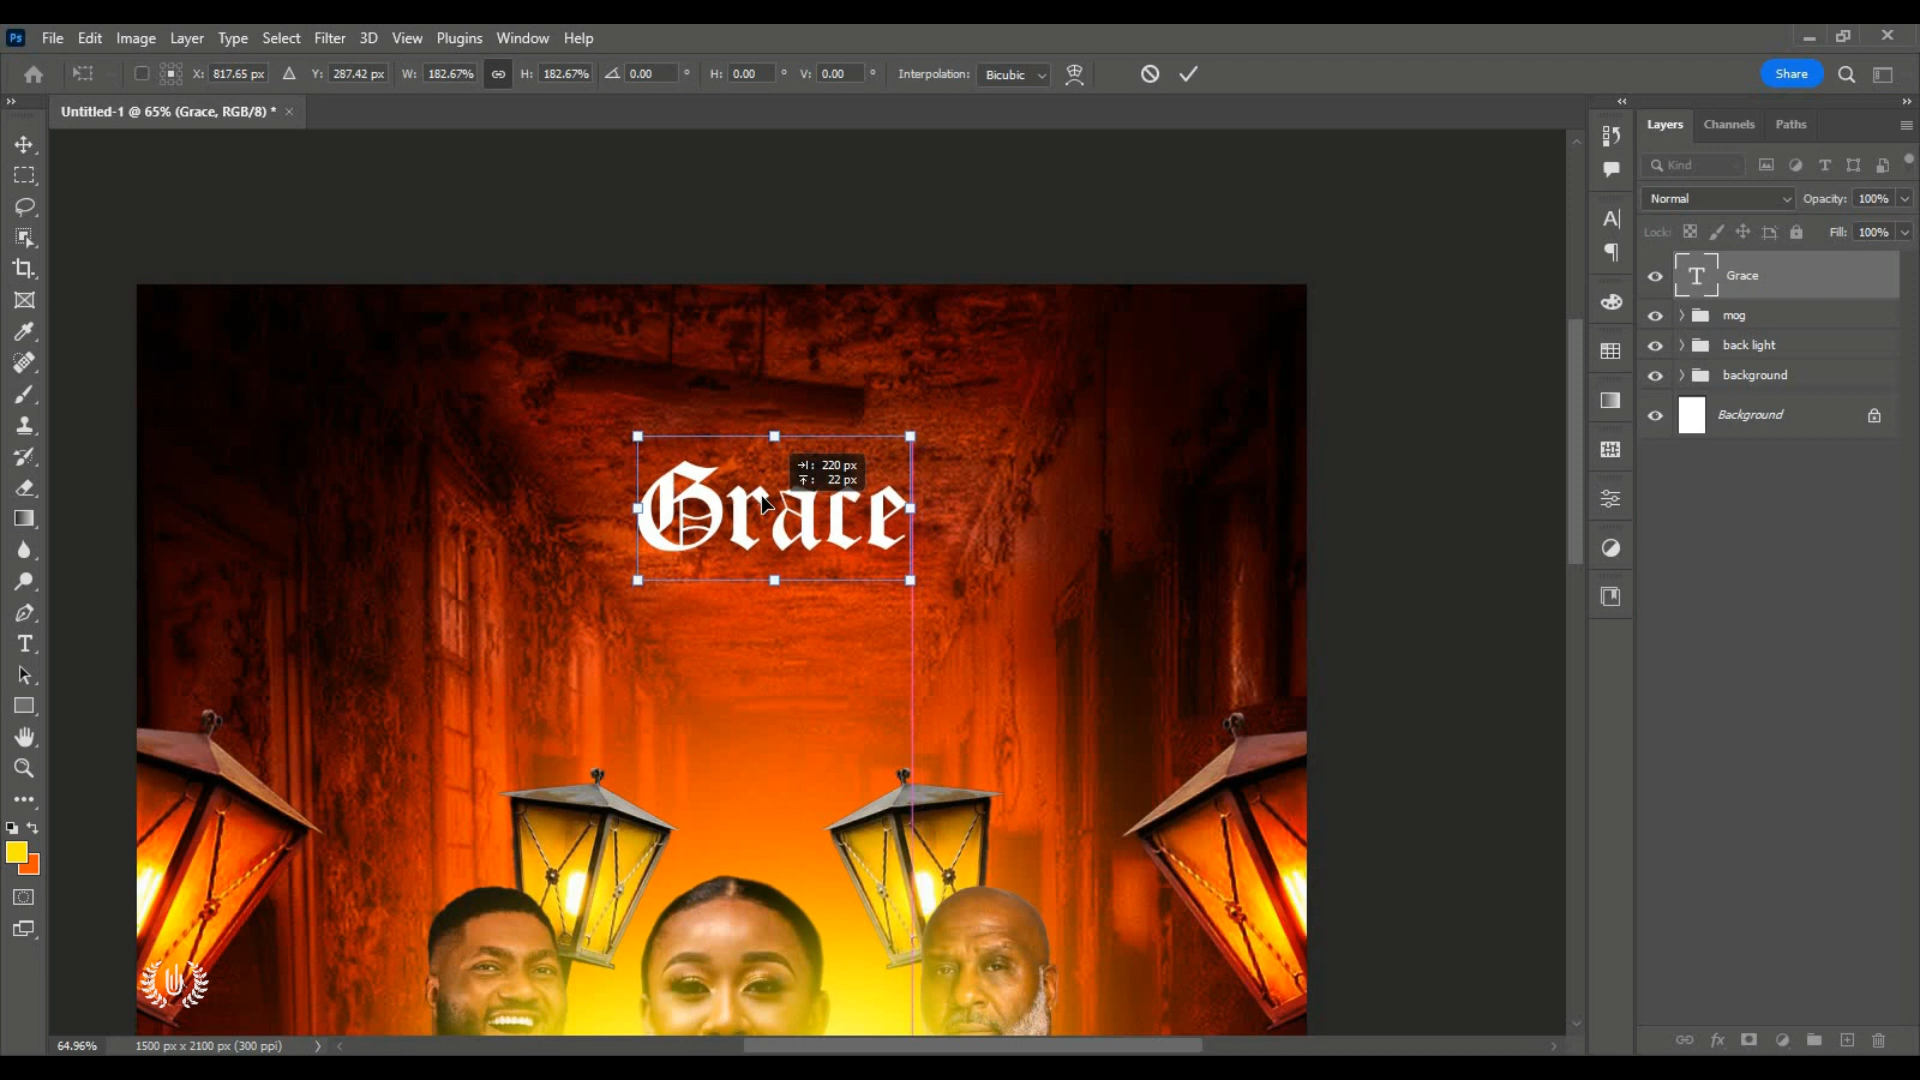 Ps File Edit Image Layer Type Select Filter 3D View Plugins Window Help
X: 817.65 px Y: 287.42 px W: 182.67% H: 182.67% 0.00 ° H: 0.00 ° V: 0.00 ° Interpolation: Bicubic Share
Untitled-1 @ 65% (Grace, RGB/8) * ×
Layers Channels Paths
Kind
Normal Opacity: 100%
Lock: Fill: 100%
Grace
mog
back light
background
Background
220 px
22 px
Grace
64.96% 1500 px x 2100 px (300 ppi)